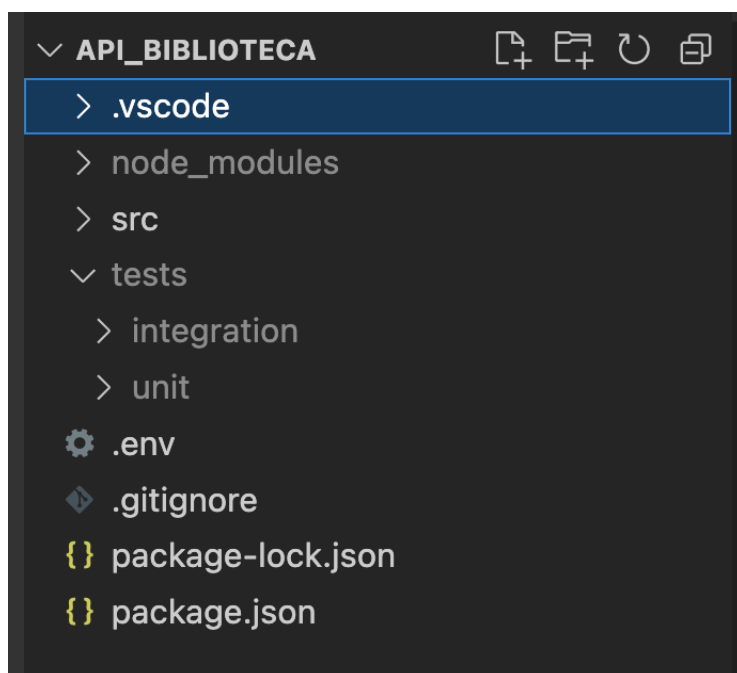 API_BIBLIOTECA
.vscode
node_modules
src
tests
integration
unit
.env
.gitignore
{} package-lock.json
{} package.json